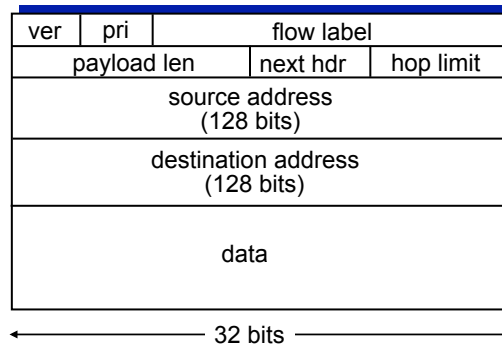 ver pri flow label
payload len next hdr hop limit
source address
(128 bits)
destination address
(128 bits)
data
32 bits